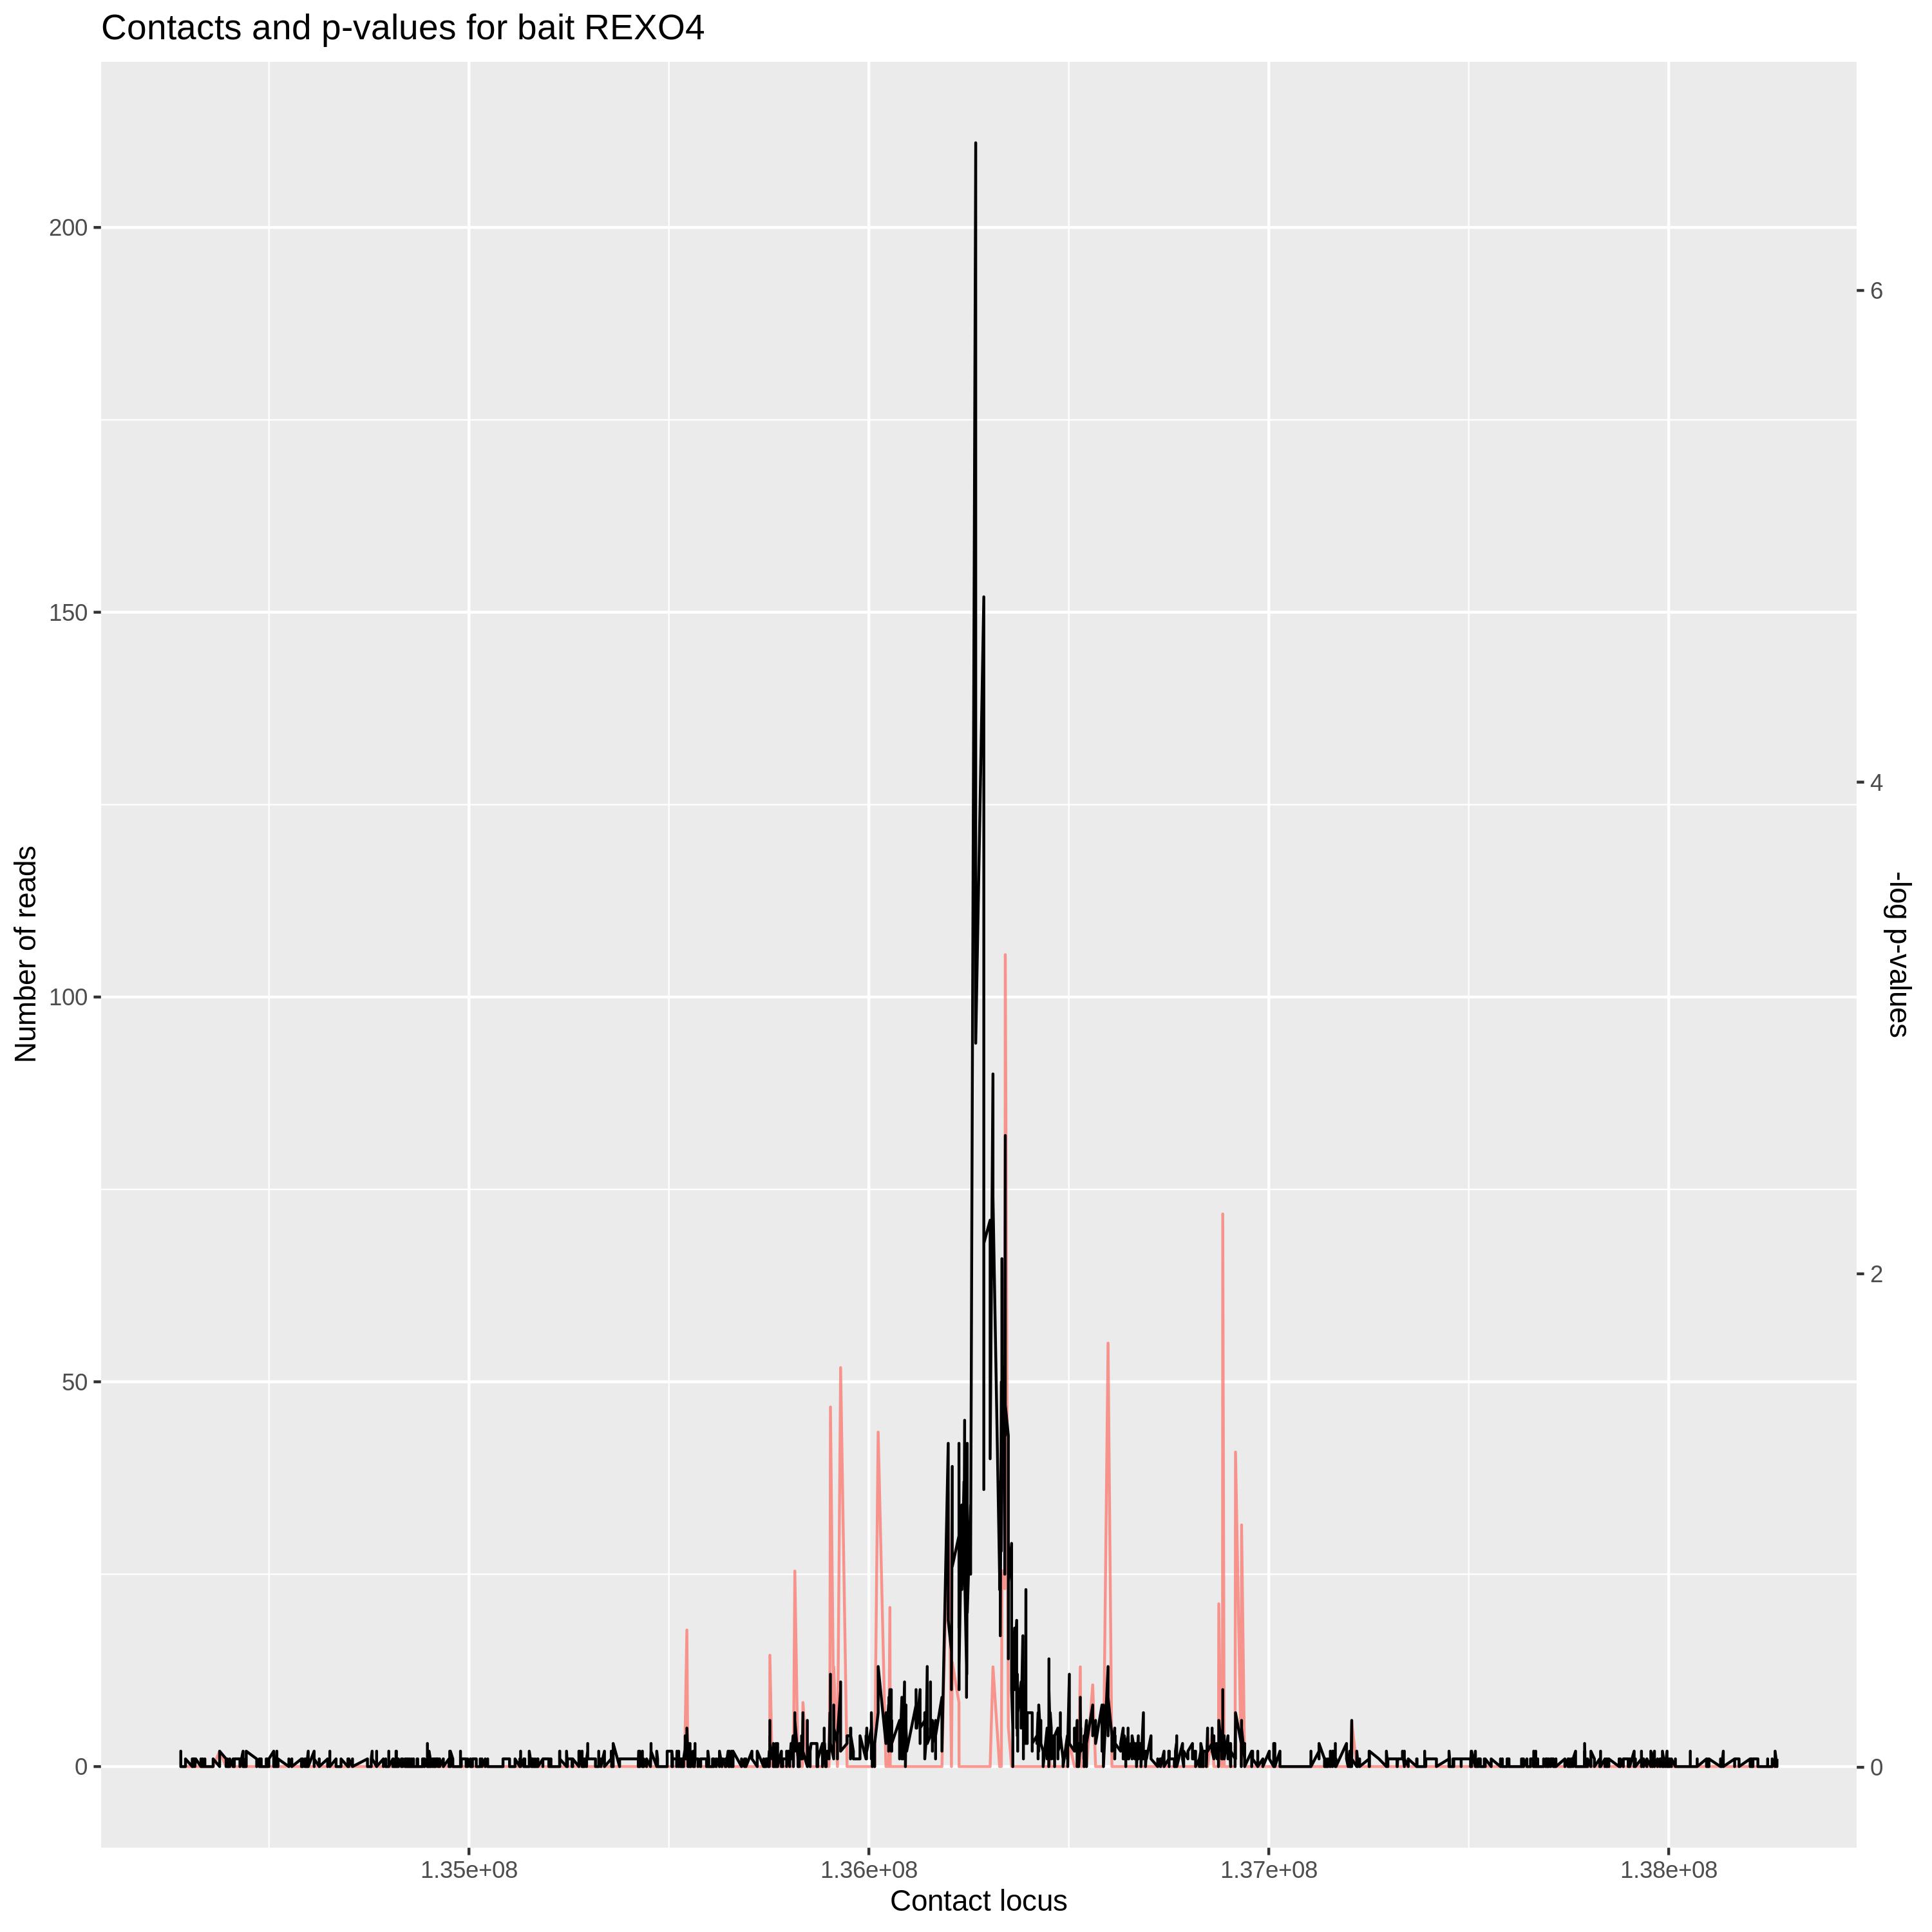 Contacts and p-values for bait REXO4
200
150
100
50
0
Number of reads
6
4
2
0
-log p-values
1.35e+08
1.36e+08
1.37e+08
1.38e+08
Contact locus